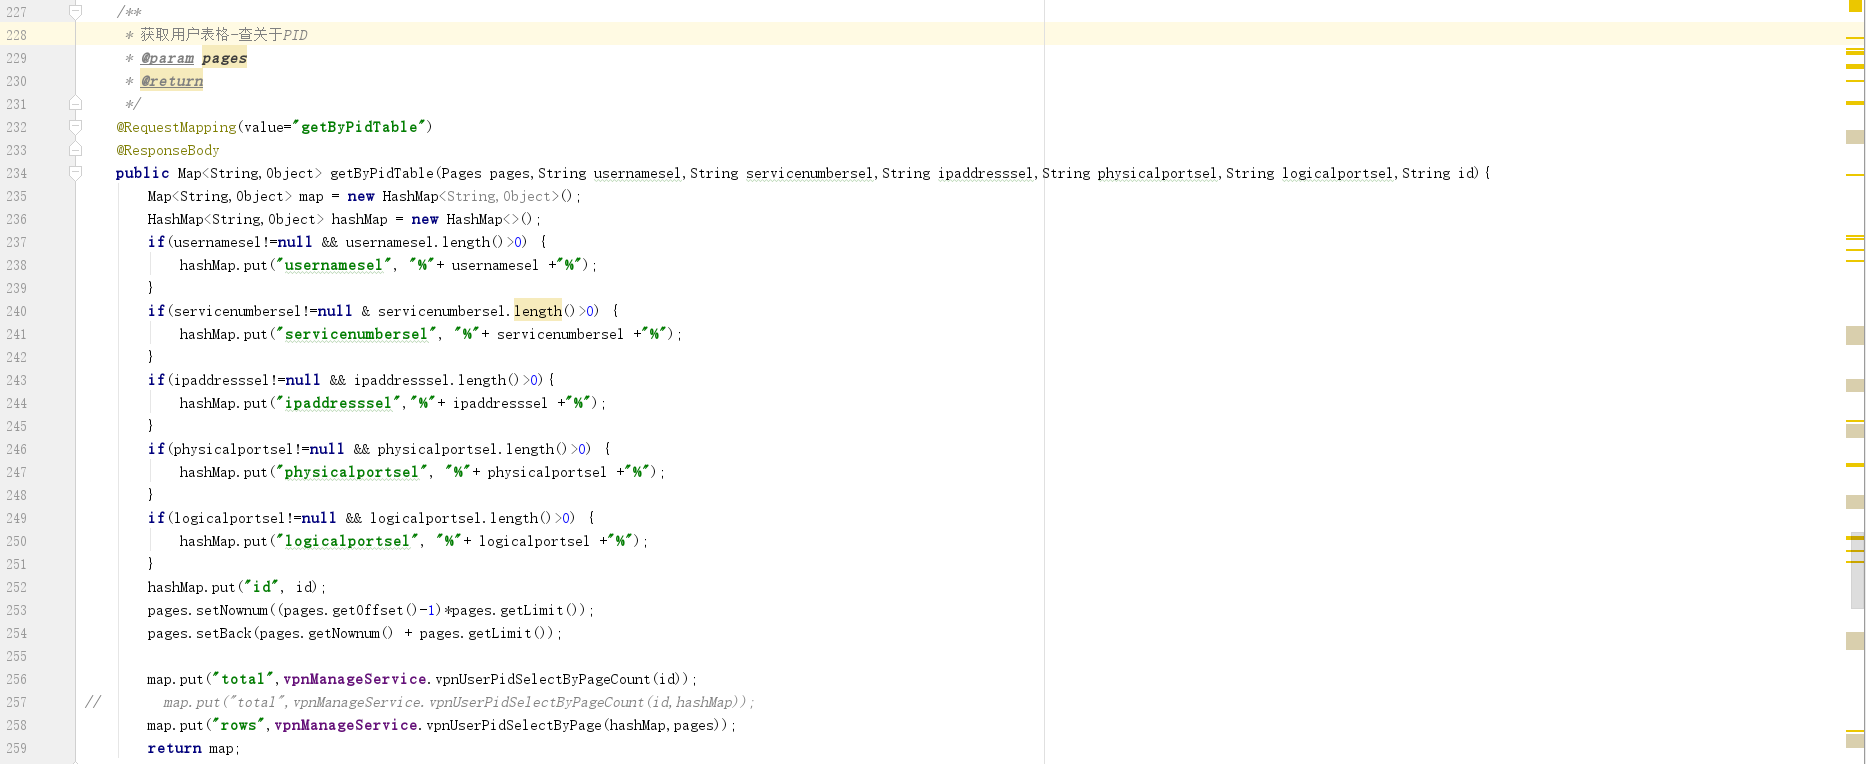 227 /**
228 * 获取用户表格-查关于PID
229 * @param pages
230 * @return
231 */
232 @RequestMapping(value="getByPidTable")
233 @ResponseBody
234 public Map<String,Object> getByPidTable(Pages pages,String usernamesel,String servicenumbersel,String ipaddresssel,String physicalportsel,String logicalportsel,String id){
235 Map<String,Object> map = new HashMap<String,Object>();
236 HashMap<String,Object> hashMap = new HashMap<>();
237 if(usernamesel!=null && usernamesel.length()>0) {
238 hashMap.put("usernamesel", "%"+ usernamesel +"%");
239 }
240 if(servicenumbersel!=null & servicenumbersel.length()>0) {
241 hashMap.put("servicenumbersel", "%"+ servicenumbersel +"%");
242 }
243 if(ipaddresssel!=null && ipaddresssel.length()>0){
244 hashMap.put("ipaddresssel","%"+ ipaddresssel +"%");
245 }
246 if(physicalportsel!=null && physicalportsel.length()>0) {
247 hashMap.put("physicalportsel", "%"+ physicalportsel +"%");
248 }
249 if(logicalportsel!=null && logicalportsel.length()>0) {
250 hashMap.put("logicalportsel", "%"+ logicalportsel +"%");
251 }
252 hashMap.put("id", id);
253 pages.setNownum((pages.getOffset()-1)*pages.getLimit());
254 pages.setBack(pages.getNownum() + pages.getLimit());
255
256 map.put("total",vpnManageService.vpnUserPidSelectByPageCount(id));
257 // map.put("total",vpnManageService.vpnUserPidSelectByPageCount(id,hashMap));
258 map.put("rows",vpnManageService.vpnUserPidSelectByPage(hashMap,pages));
259 return map;